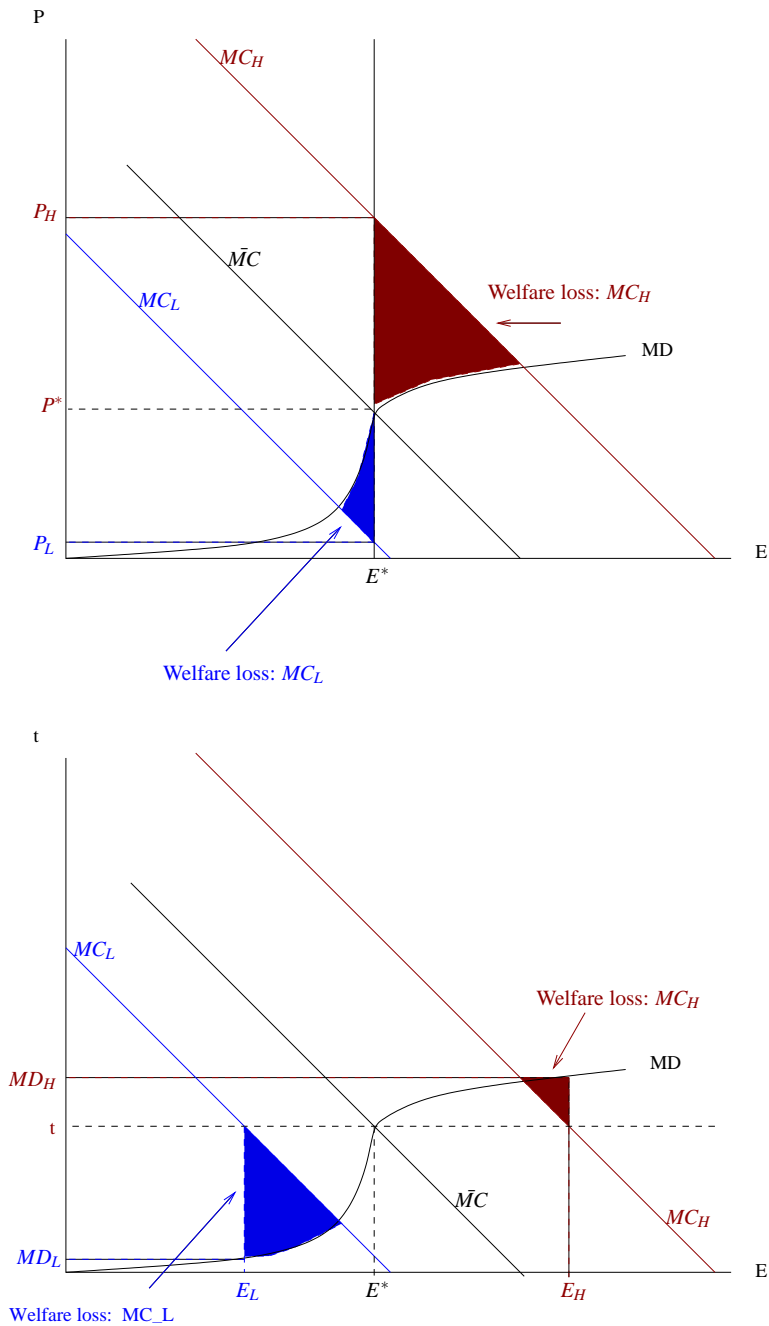 P
MC_H
P_H
M̄C
MC_L
Welfare loss: MC_H
MD
P*
P_L
E* E
Welfare loss: MC_L
t
MC_L
Welfare loss: MC_H
MD_H MD
t
M̄C MC_H
MD_L
E_L E* E_H E
Welfare loss: MC_L